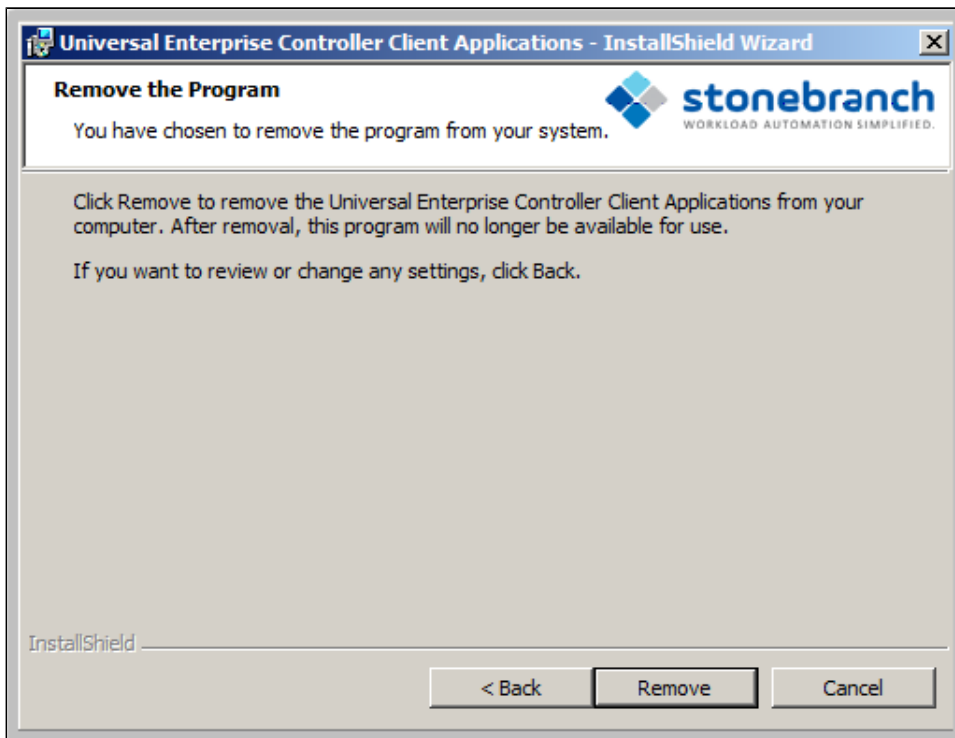 Universal Enterprise Controller Client Applications - InstallShield Wizard
Remove the Program
You have chosen to remove the program from your system.
stonebranch
WORKLOAD AUTOMATION SIMPLIFIED.
Click Remove to remove the Universal Enterprise Controller Client Applications from your
computer. After removal, this program will no longer be available for use.
If you want to review or change any settings, click Back.
InstallShield
< Back
Remove
Cancel